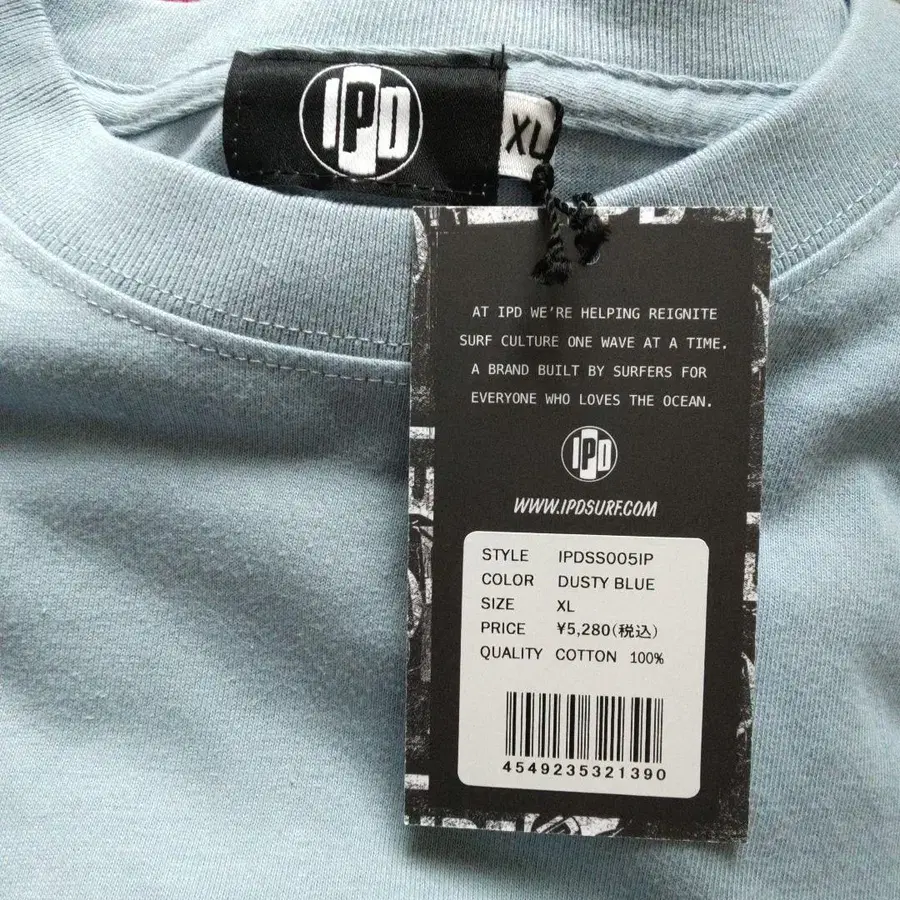 IPD
XL
IPD
AT IPD WE'RE HELPING REIGNITE
SURF CULTURE ONE WAVE AT A TIME.
A BRAND BUILT BY SURFERS FOR
EVERYONE WHO LOVES THE OCEAN.
IPD
WWW.IPDSURF.COM
STYLE IPDSS005IP
COLOR DUSTY BLUE
SIZE XL
PRICE ¥5,280(税込)
QUALITY COTTON 100%
4549235321390